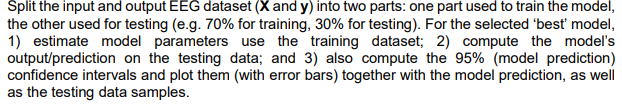 Split the input and output EEG dataset (X and y) into two parts: one part used to train the model,
the other used for testing (e.g. 70% for training, 30% for testing). For the selected ‘best’ model,
1) estimate model parameters use the training dataset; 2) compute the model’s
output/prediction on the testing data; and 3) also compute the 95% (model prediction)
confidence intervals and plot them (with error bars) together with the model prediction, as well
as the testing data samples.